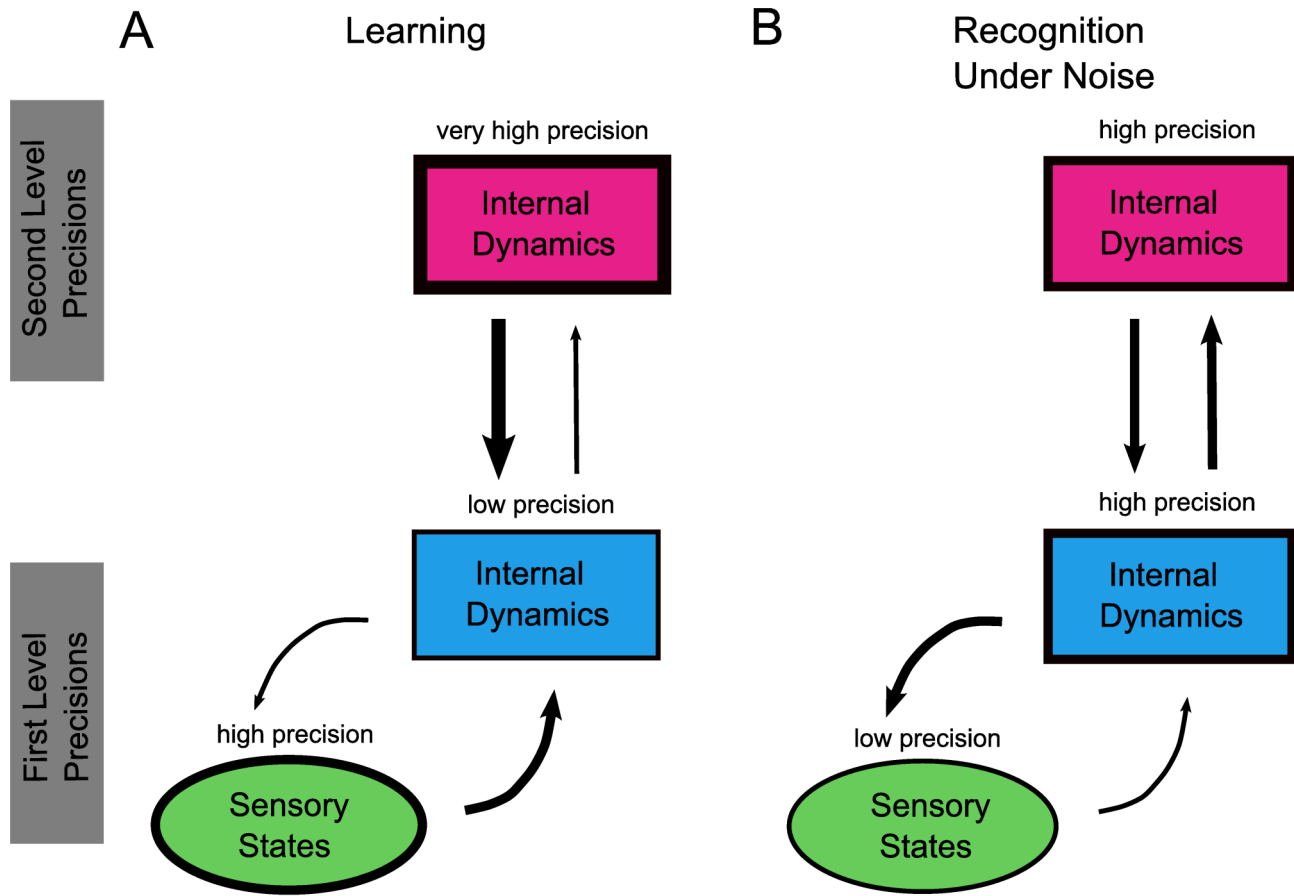 A
Learning
B
Recognition
Under Noise
Second Level
Precisions
very high precision
Internal
Dynamics
high precision
Internal
Dynamics
First Level
Precisions
low precision
Internal
Dynamics
high precision
Internal
Dynamics
high precision
Sensory
States
low precision
Sensory
States